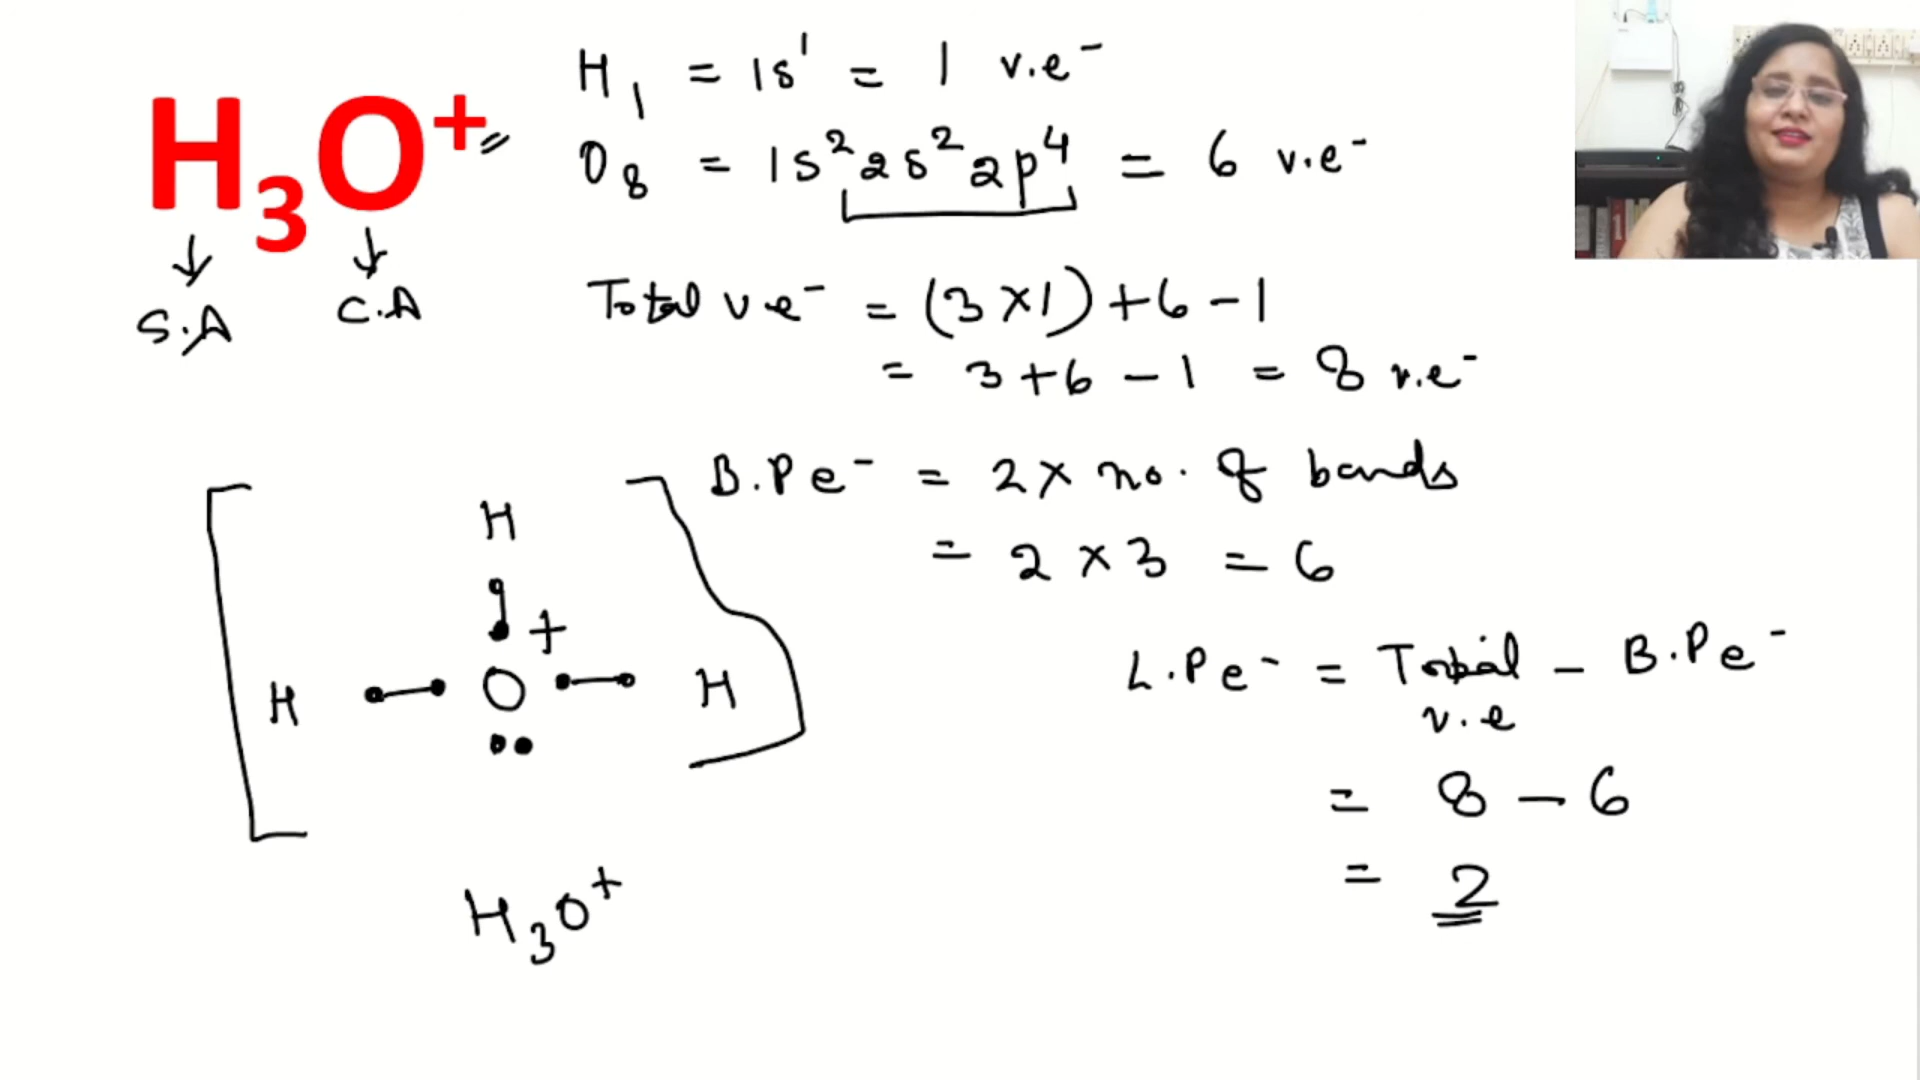 H₃O⁺
S.A
C.A
H₁ = 1s¹ = 1 v.e⁻
O₈ = 1s² 2s² 2p⁴ = 6 v.e⁻
Total v e⁻ = (3×1)+6-1
= 3+6-1 = 8 v.e⁻
B.P e⁻ = 2× no. of bonds
= 2×3 = 6
L.P e⁻ = Total v.e - B.P e⁻
= 8-6
= 2
H
+
H O H
H₃O⁺